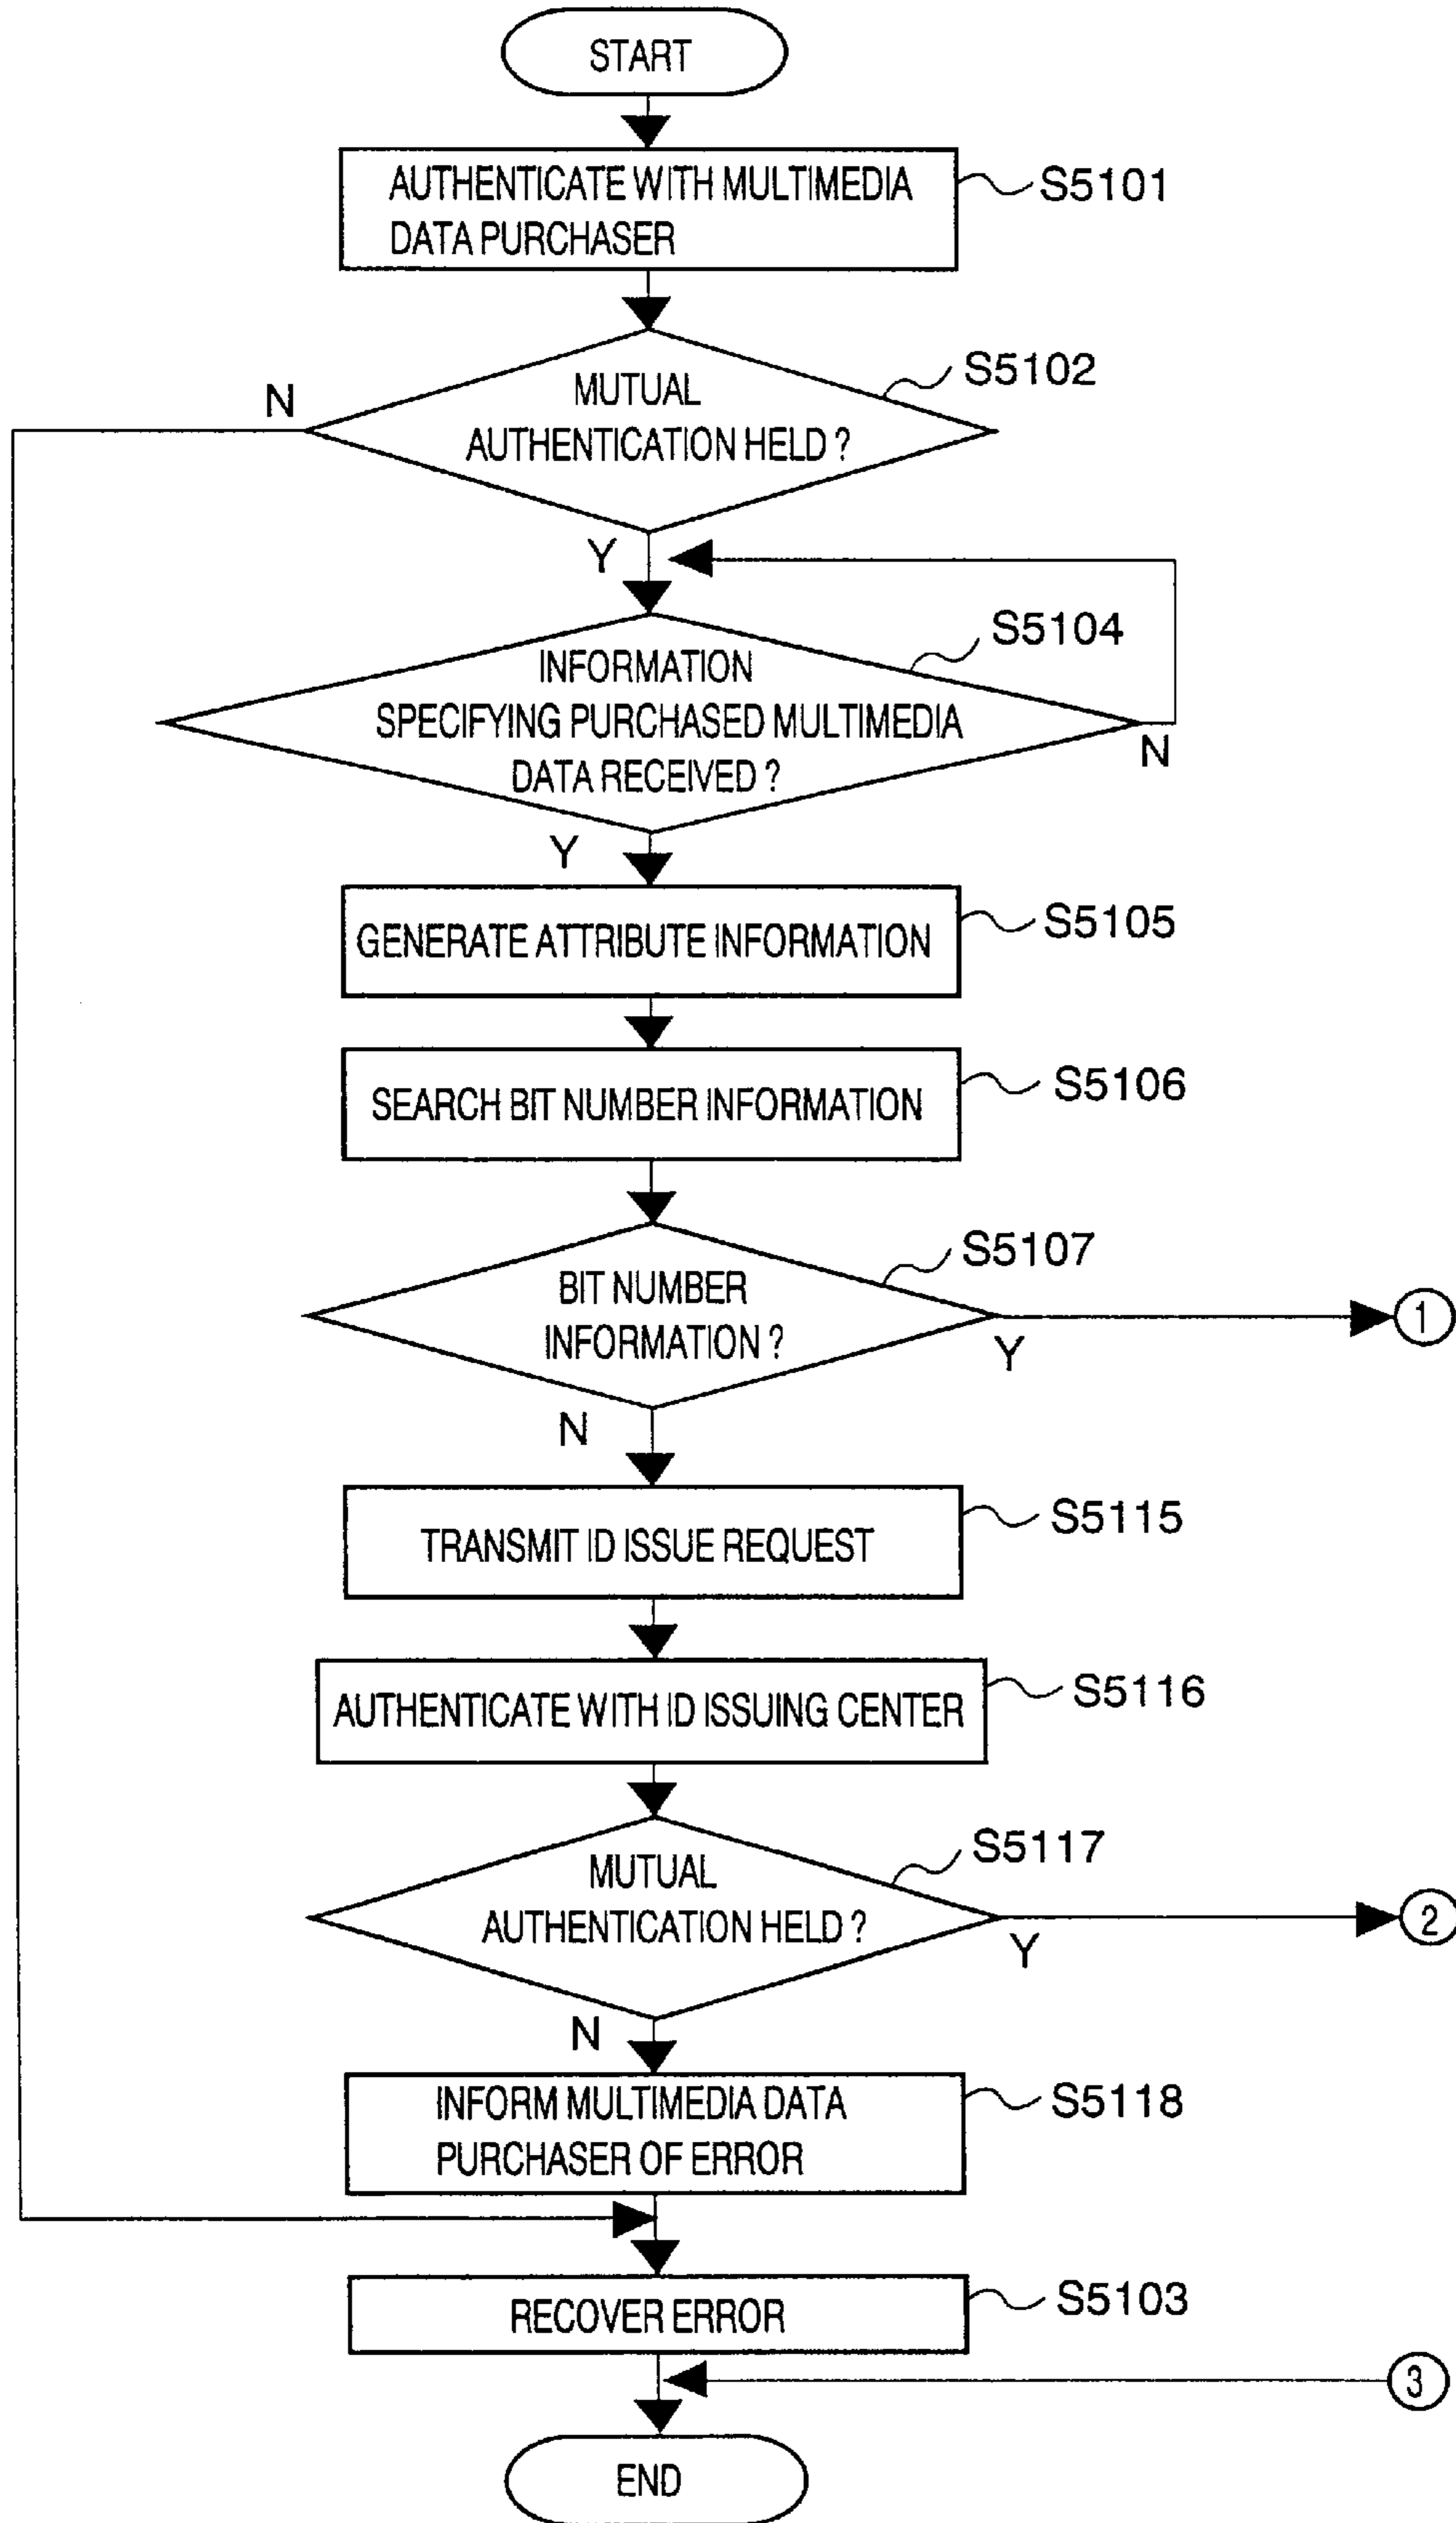 START
AUTHENTICATE WITH MULTIMEDIA
DATA PURCHASER
S5101
S5102
N
MUTUAL
AUTHENTICATION HELD ?
Y
S5104
INFORMATION
SPECIFYING PURCHASED MULTIMEDIA
DATA RECEIVED ?
N
Y
GENERATE ATTRIBUTE INFORMATION
S5105
SEARCH BIT NUMBER INFORMATION
S5106
S5107
BIT NUMBER
INFORMATION ?
Y
1
N
TRANSMIT ID ISSUE REQUEST
S5115
AUTHENTICATE WITH ID ISSUING CENTER
S5116
S5117
MUTUAL
AUTHENTICATION HELD ?
Y
2
N
INFORM MULTIMEDIA DATA
PURCHASER OF ERROR
S5118
RECOVER ERROR
S5103
3
END